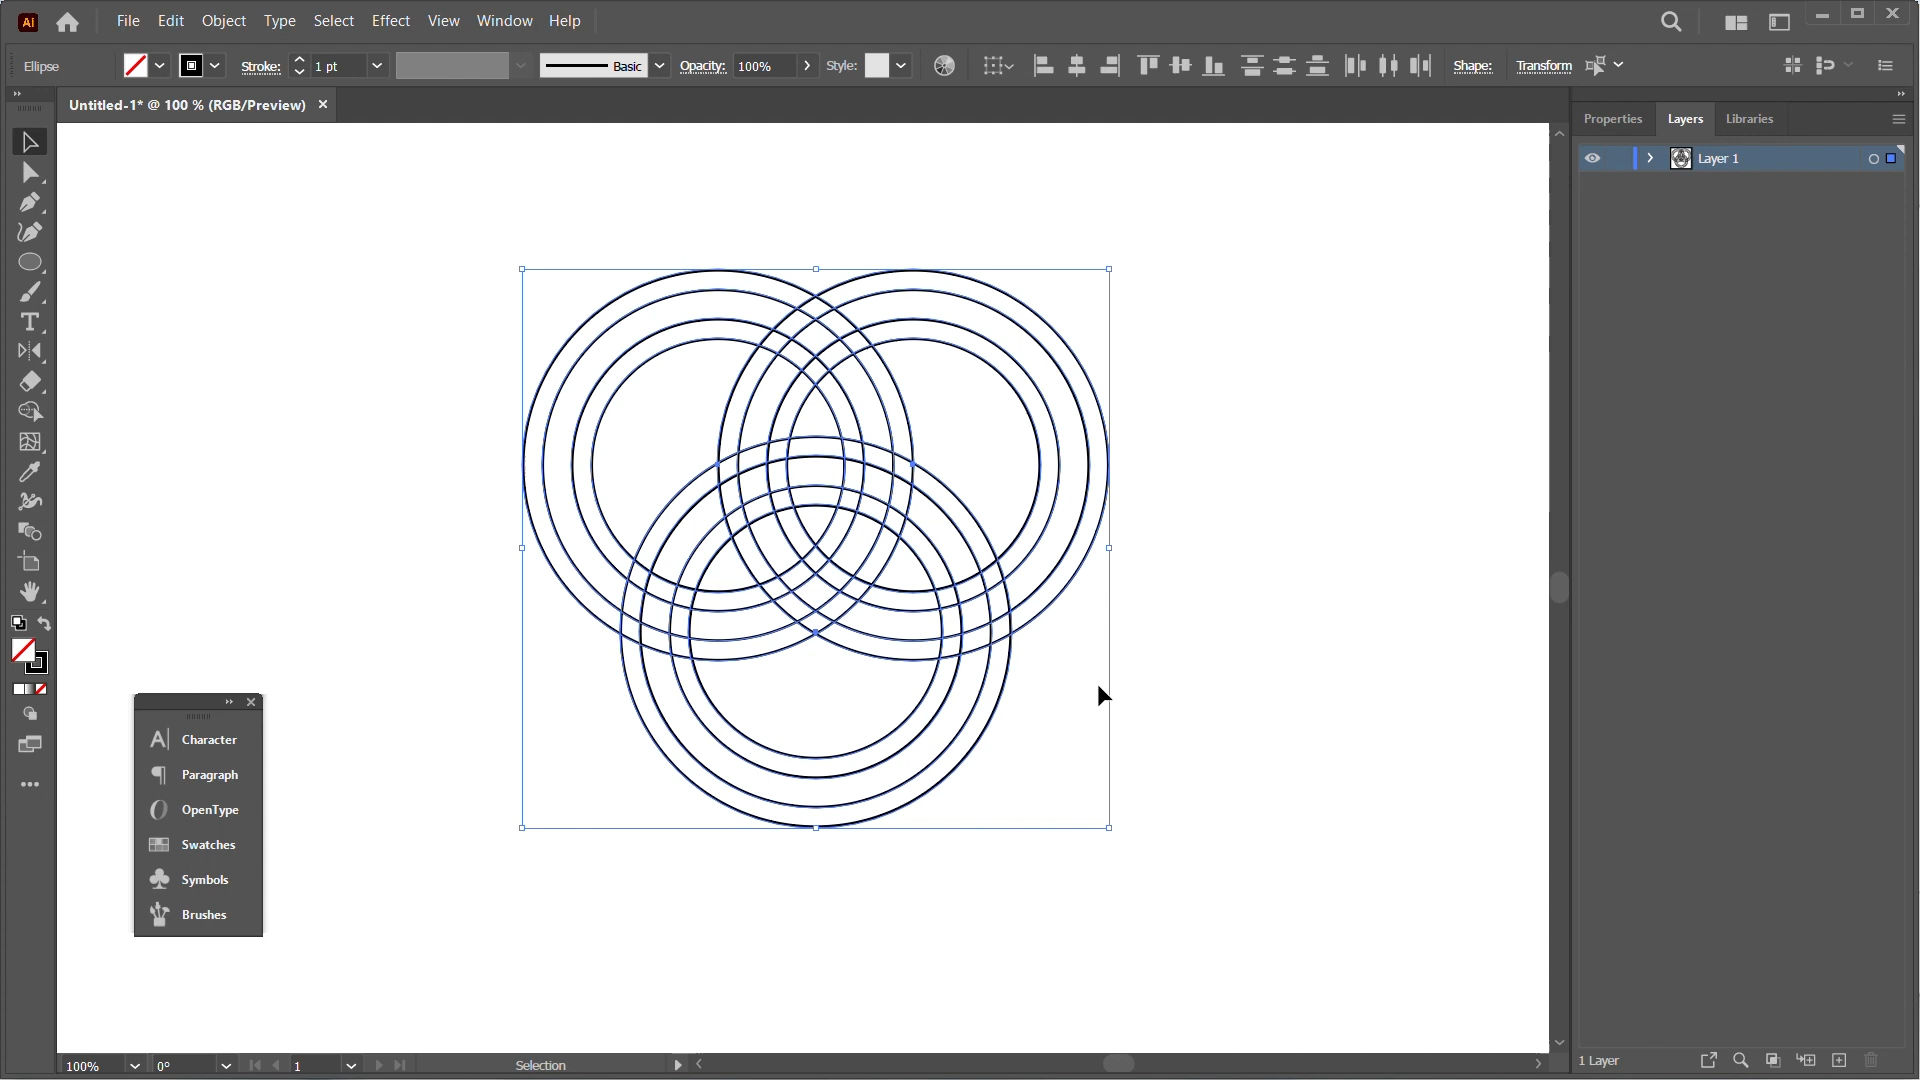 Ai File Edit Object Type Select Effect View Window Help
Ellipse Stroke: 1 pt Basic Opacity: 100% Style: Shape: Transform
Untitled-1* @ 100 % (RGB/Preview) ×
Properties Layers Libraries
Layer 1
Character
Paragraph
OpenType
Swatches
Symbols
Brushes
100% 0° 1 Selection
1 Layer